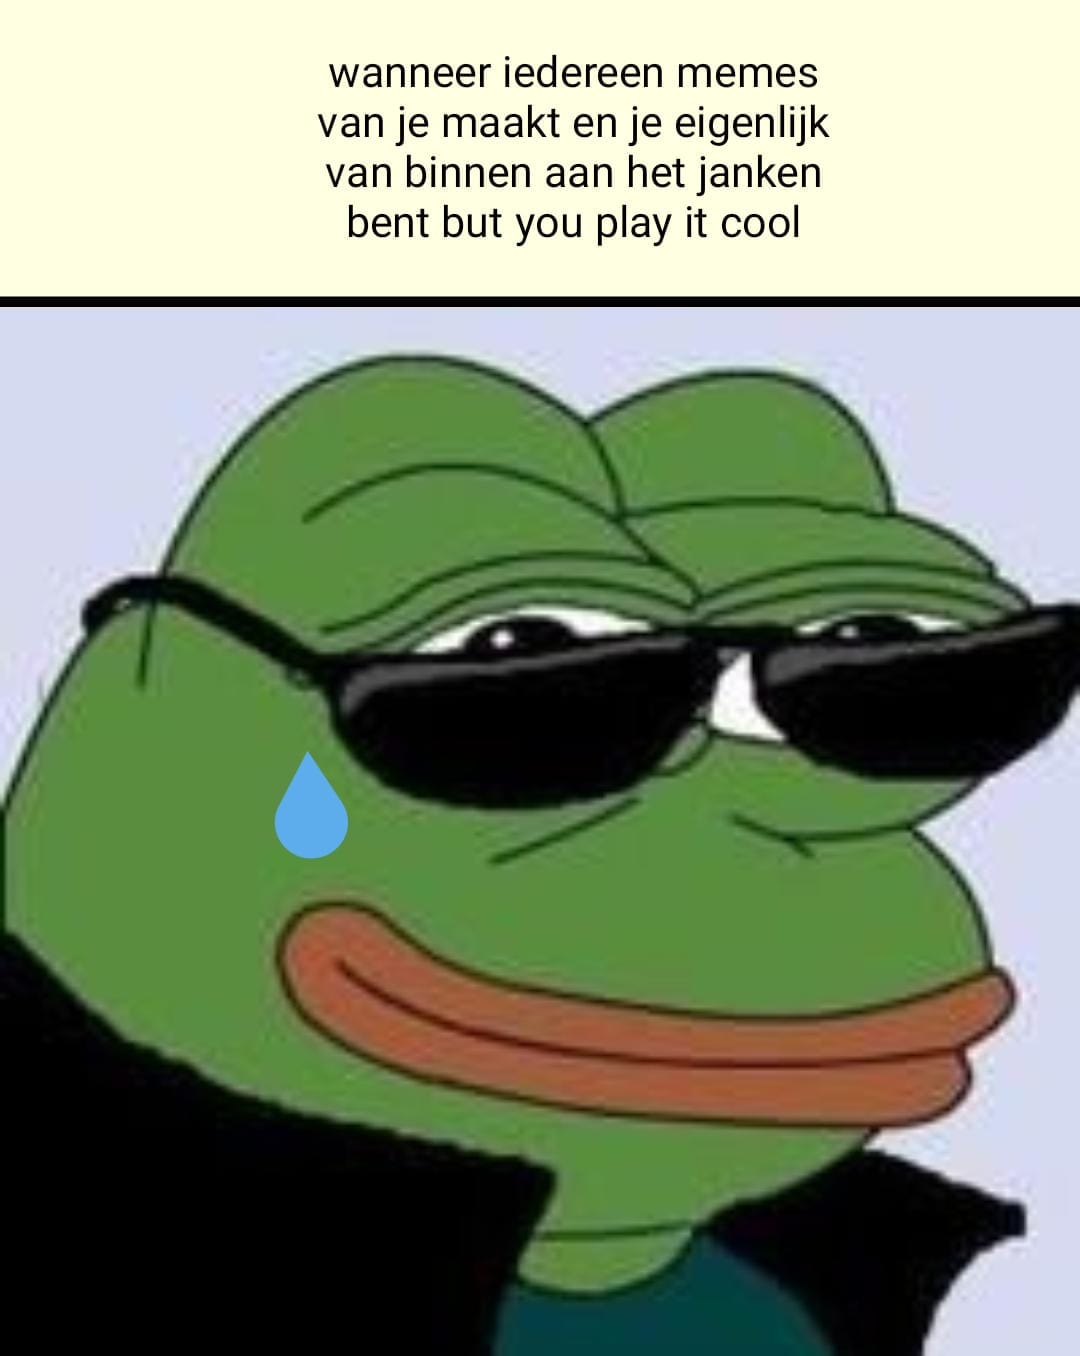 wanneer iedereen memes
van je maakt en je eigenlijk
van binnen aan het janken
bent but you play it cool